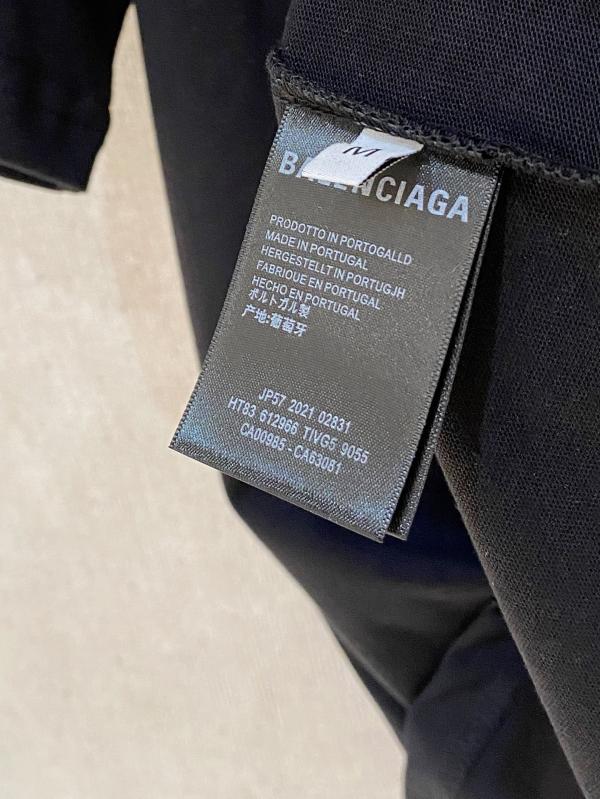 M
BALENCIAGA
PRODOTTO IN PORTOGALLD
MADE IN PORTUGAL
HERGESTELLT IN PORTUGJH
FABRIQUE EN PORTUGAL
HECHO EN PORTUGAL
ポルトガル製
产地:葡萄牙
JP57 2021 02831
HT83 612966 TIVG5 9055
CA00985-CA63081